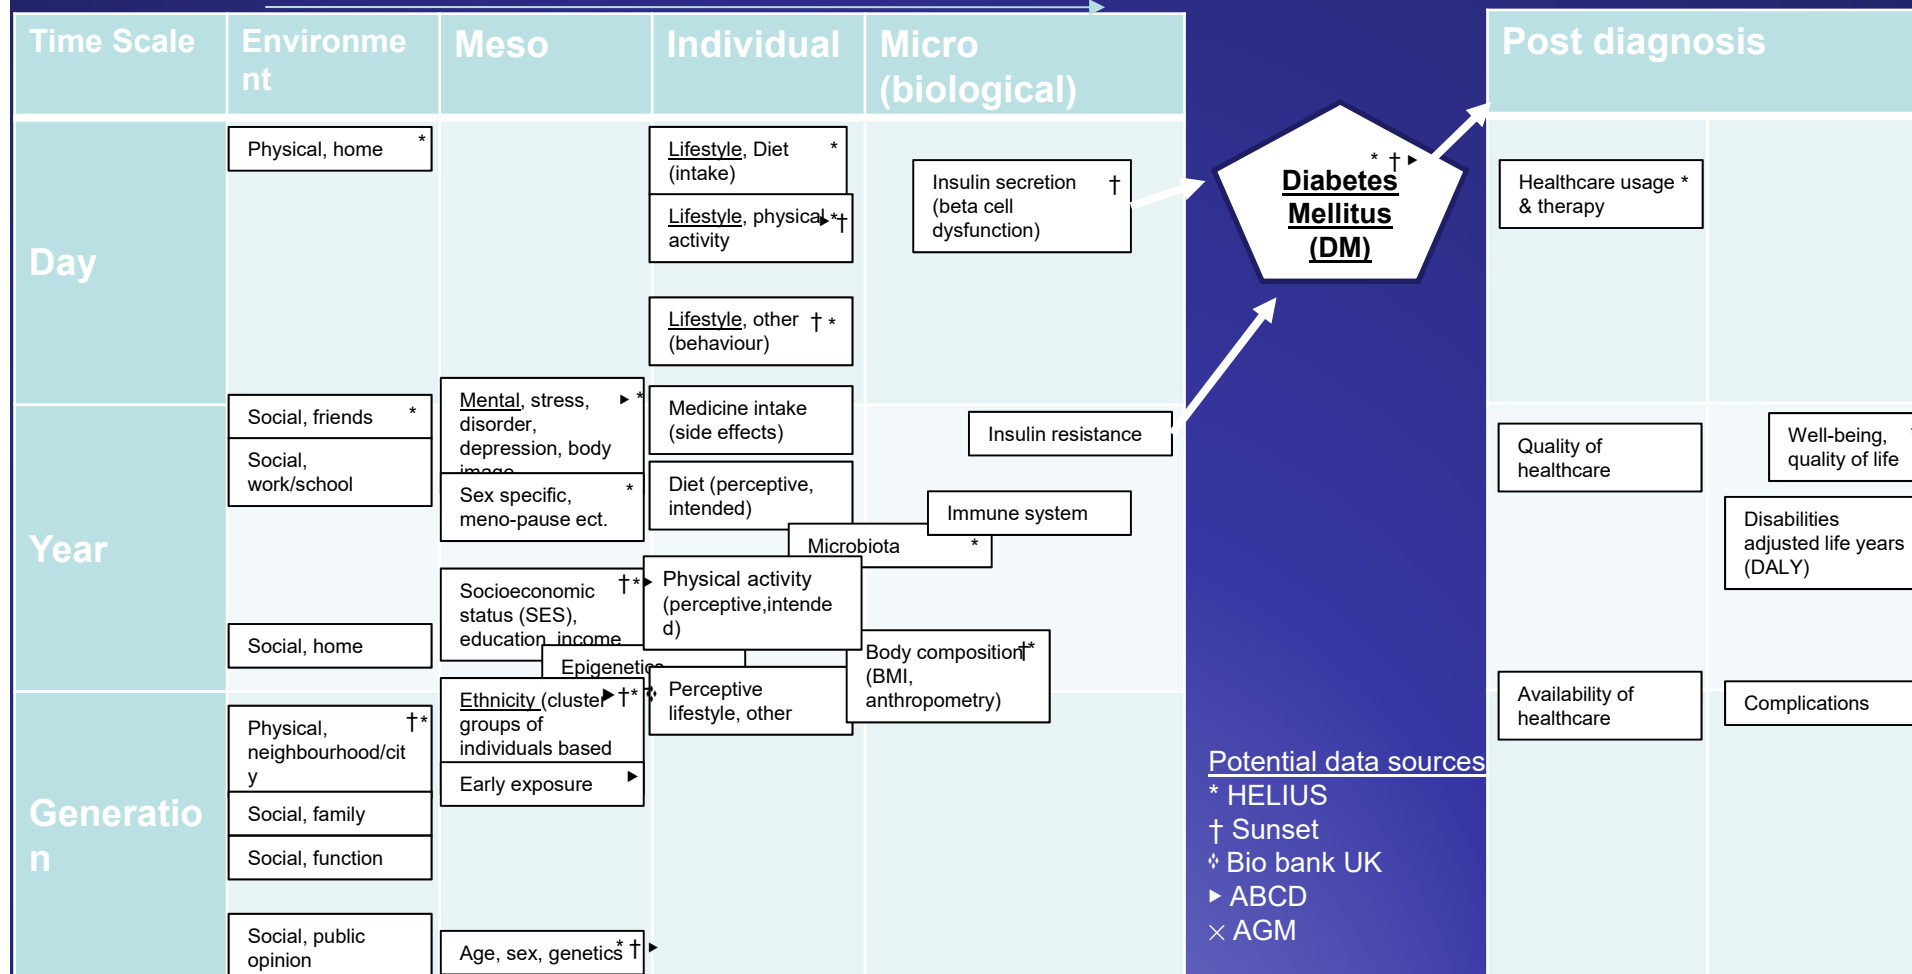 Time Scale
Environme
nt
Meso
Individual
Micro
(biological)
Post diagnosis
Day
Physical, home *
Lifestyle, Diet *
(intake)
Lifestyle, physical ▸*†
activity
Lifestyle, other † *
(behaviour)
Insulin secretion †
(beta cell
dysfunction)
* † ▸
Diabetes
Mellitus
(DM)
Healthcare usage *
& therapy
Year
Social, friends *
Social,
work/school
Social, home
Mental, stress, ▸ *
disorder,
depression, body
image
Sex specific, *
meno-pause ect.
Socioeconomic †*▸
status (SES),
education, income
Epigenetics
Medicine intake
(side effects)
Diet (perceptive,
intended)
Microbiota *
Physical activity
(perceptive,intende
d)
Perceptive
lifestyle, other
Insulin resistance
Immune system
Body composition †*
(BMI,
anthropometry)
Quality of
healthcare
Well-being,
quality of life
Disabilities
adjusted life years
(DALY)
Availability of
healthcare
Complications
Generatio
n
Physical, †*
neighbourhood/cit
y
Social, family
Social, function
Social, public
opinion
Ethnicity (cluster ▸†*
groups of
individuals based
Early exposure ▸
Age, sex, genetics * † ▸
Potential data sources
* HELIUS
† Sunset
༶ Bio bank UK
▸ ABCD
× AGM